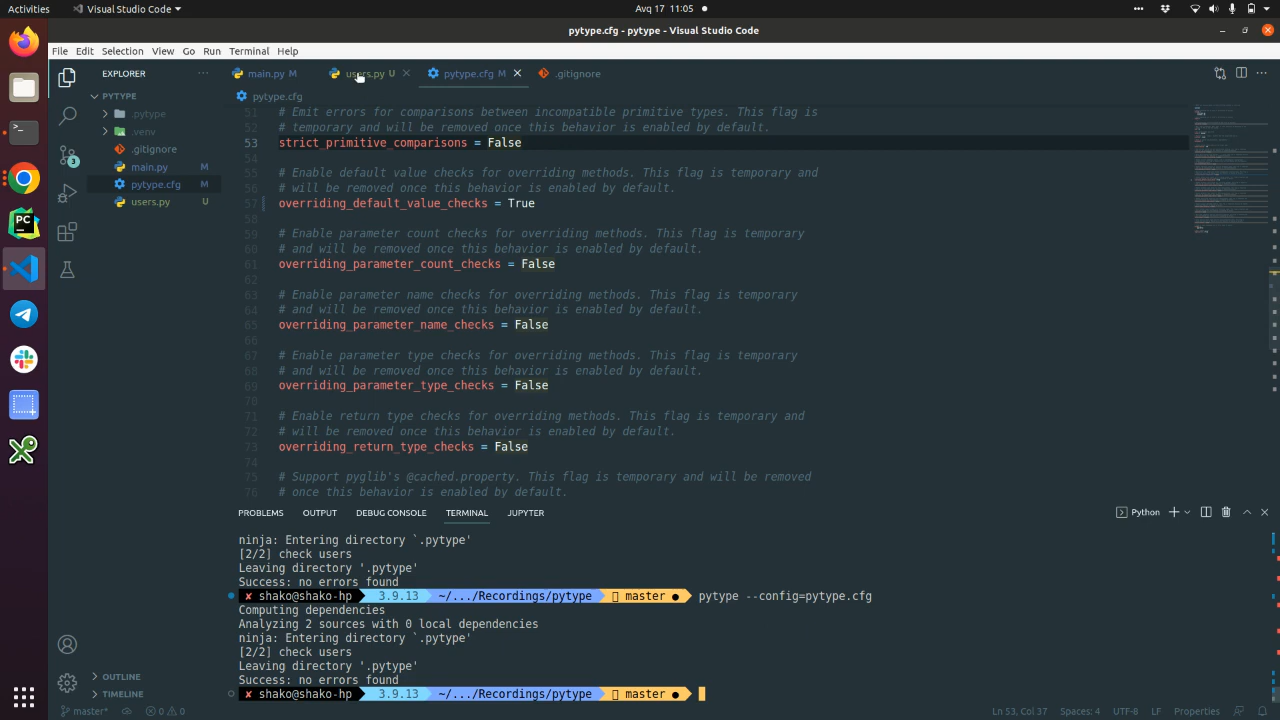 Activities
Visual Studio Code
Avq 17 11:05
pytype.cfg - pytype - Visual Studio Code
File Edit Selection View Go Run Terminal Help
EXPLORER
main.py M
users.py U
pytype.cfg M
.gitignore
PYTYPE
.pytype
.venv
.gitignore
main.py M
pytype.cfg M
users.py U
OUTLINE
TIMELINE
3
PC
pytype.cfg
51 # Emit errors for comparisons between incompatible primitive types. This flag is
52 # temporary and will be removed once this behavior is enabled by default.
53 strict_primitive_comparisons = False
54
55 # Enable default value checks for overriding methods. This flag is temporary and
56 # will be removed once this behavior is enabled by default.
57 overriding_default_value_checks = True
58
59 # Enable parameter count checks for overriding methods. This flag is temporary
60 # and will be removed once this behavior is enabled by default.
61 overriding_parameter_count_checks = False
62
63 # Enable parameter name checks for overriding methods. This flag is temporary
64 # and will be removed once this behavior is enabled by default.
65 overriding_parameter_name_checks = False
66
67 # Enable parameter type checks for overriding methods. This flag is temporary
68 # and will be removed once this behavior is enabled by default.
69 overriding_parameter_type_checks = False
70
71 # Enable return type checks for overriding methods. This flag is temporary and
72 # will be removed once this behavior is enabled by default.
73 overriding_return_type_checks = False
74
75 # Support pyglib's @cached.property. This flag is temporary and will be removed
76 # once this behavior is enabled by default.
PROBLEMS OUTPUT DEBUG CONSOLE TERMINAL JUPYTER
Python
ninja: Entering directory `.pytype'
[2/2] check users
Leaving directory '.pytype'
Success: no errors found
✘ shako@shako-hp 3.9.13 ~/.../Recordings/pytype master ● pytype --config=pytype.cfg
Computing dependencies
Analyzing 2 sources with 0 local dependencies
ninja: Entering directory `.pytype'
[2/2] check users
Leaving directory '.pytype'
Success: no errors found
✘ shako@shako-hp 3.9.13 ~/.../Recordings/pytype master ●
master* 0 0
Ln 53, Col 37 Spaces: 4 UTF-8 LF Properties